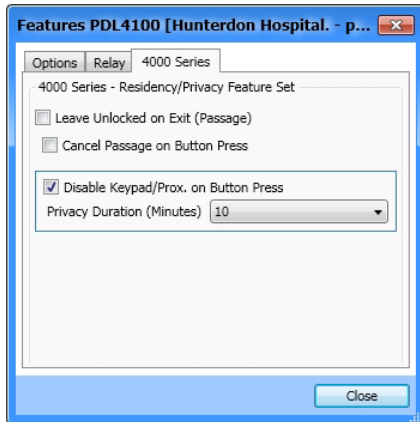 Features PDL4100 [Hunterdon Hospital. - p...
Options Relay 4000 Series
4000 Series - Residency/Privacy Feature Set
Leave Unlocked on Exit (Passage)
Cancel Passage on Button Press
Disable Keypad/Prox. on Button Press
Privacy Duration (Minutes) 10
Close